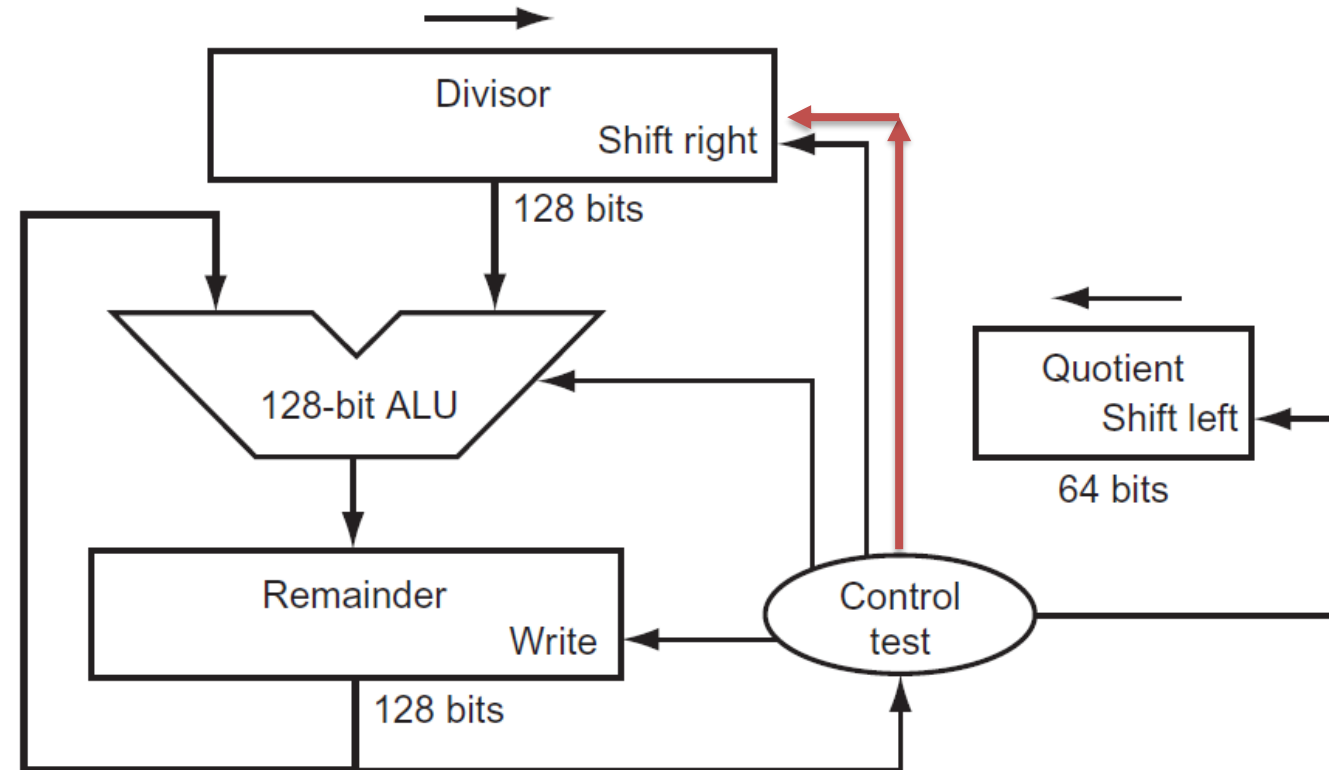 Divisor
Shift right
128 bits
128-bit ALU
Quotient
Shift left
64 bits
Remainder
Write
128 bits
Control
test